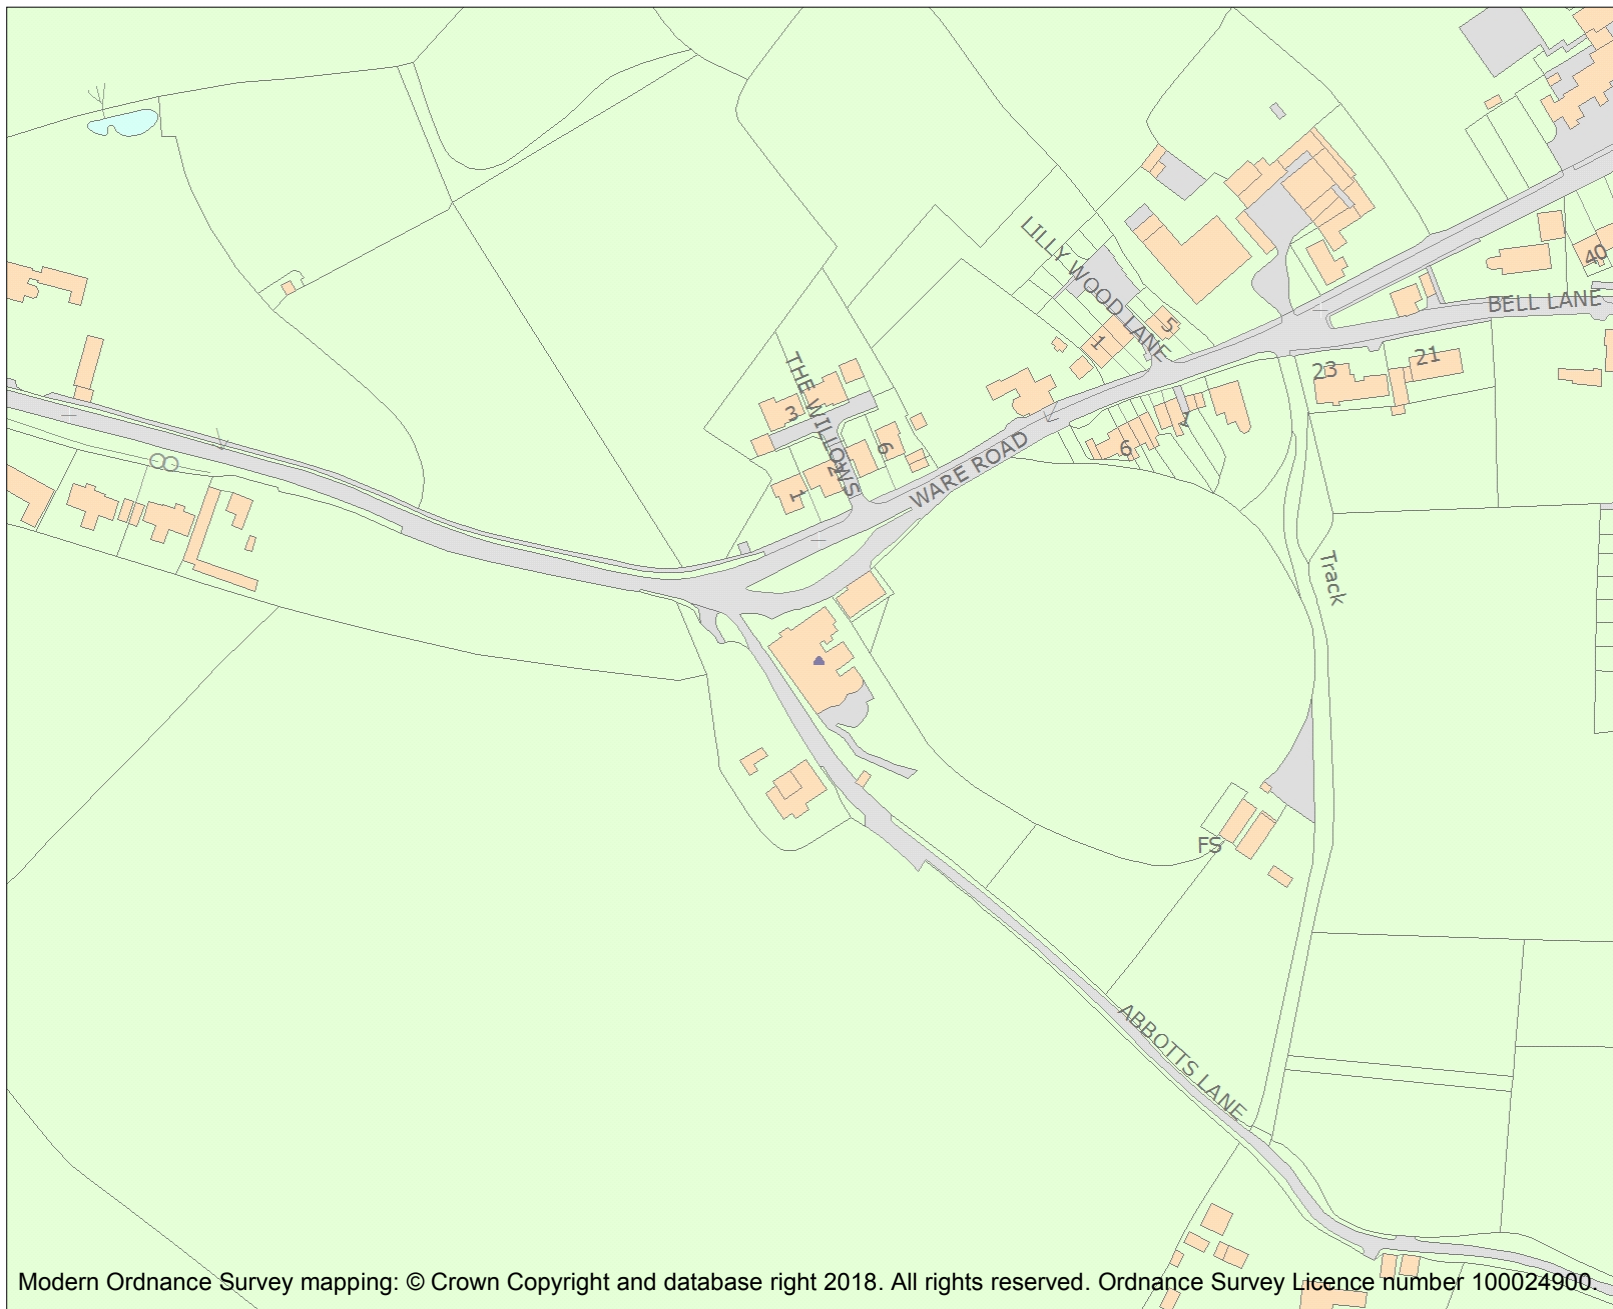 LILLY WOOD LANE
40
BELL LANE
5
1
21
23
THE WILLOWS
3
7
6
6
WARE ROAD
2
1
Track
FS
ABBOTTS LANE
Modern Ordnance Survey mapping: © Crown Copyright and database right 2018. All rights reserved. Ordnance Survey Licence number 100024900.